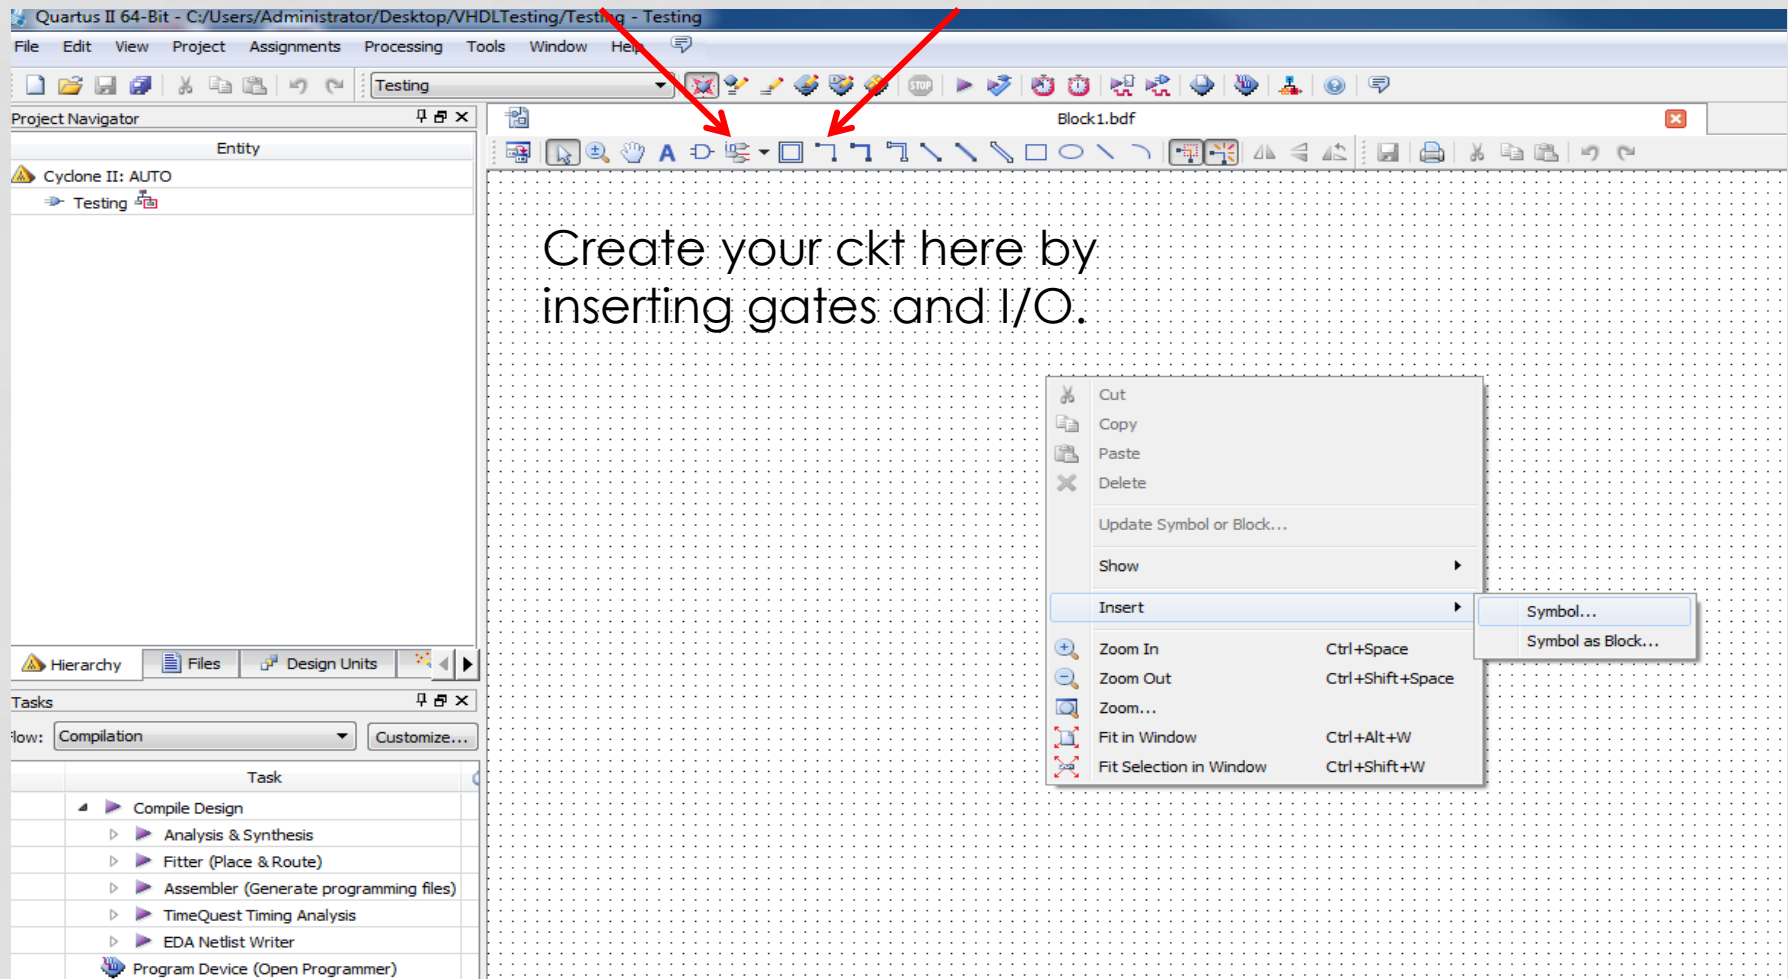 Quartus II 64-Bit - C:/Users/Administrator/Desktop/VHDLTesting/Testing - Testing
File Edit View Project Assignments Processing Tools Window Help
Testing
Project Navigator
Block1.bdf
Entity
A
Cyclone II: AUTO
Testing
Create your ckt here by
inserting gates and I/O.
Cut
Copy
Paste
Delete
Update Symbol or Block...
Show
Insert
Symbol...
Symbol as Block...
Zoom In Ctrl+Space
Zoom Out Ctrl+Shift+Space
Zoom...
Fit in Window Ctrl+Alt+W
Fit Selection in Window Ctrl+Shift+W
Hierarchy Files Design Units
Tasks
Flow: Compilation Customize...
Task
Compile Design
Analysis & Synthesis
Fitter (Place & Route)
Assembler (Generate programming files)
TimeQuest Timing Analysis
EDA Netlist Writer
Program Device (Open Programmer)